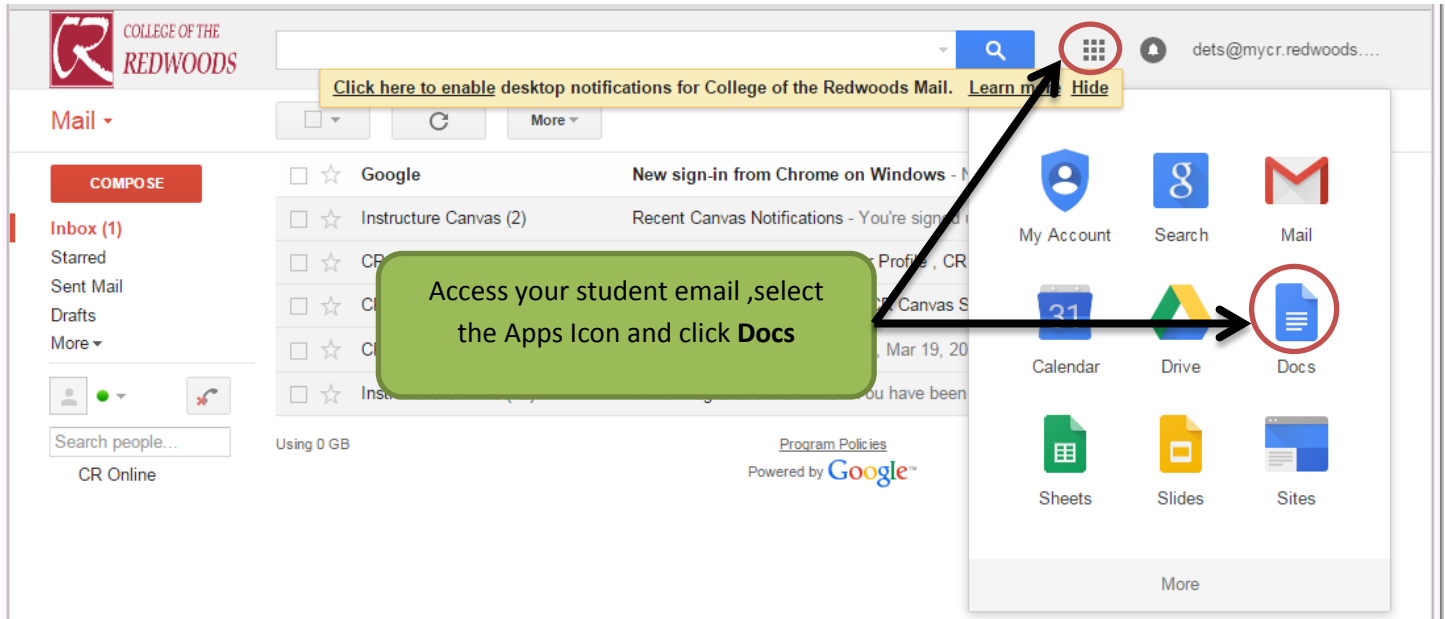 COLLEGE OF THE
REDWOODS
dets@mycr.redwoods....
Click here to enable desktop notifications for College of the Redwoods Mail. Learn more Hide
Mail
More
COMPOSE
Inbox (1)
Starred
Sent Mail
Drafts
More
Search people...
CR Online
Google New sign-in from Chrome on Windows -
Instructure Canvas (2) Recent Canvas Notifications - You're signed
Profile , CR
Canvas S
, Mar 19, 20
ou have been
Access your student email ,select
the Apps Icon and click Docs
Using 0 GB
Program Policies
Powered by Google™
My Account Search Mail
31
Calendar Drive Docs
Sheets Slides Sites
More